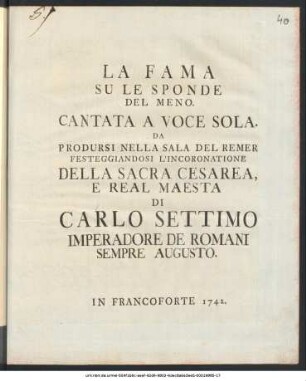 40
LA FAMA
SU LE SPONDE
DEL MENO.
CANTATA A VOCE SOLA.
DA
PRODURSI NELLA SALA DEL REMER
FESTEGGIANDOSI L'INCORONATIONE
DELLA SACRA CESAREA,
E REAL MAESTA
DI
CARLO SETTIMO
IMPERADORE DE ROMANI
SEMPRE AUGUSTO.
IN FRANCOFORTE 1742.